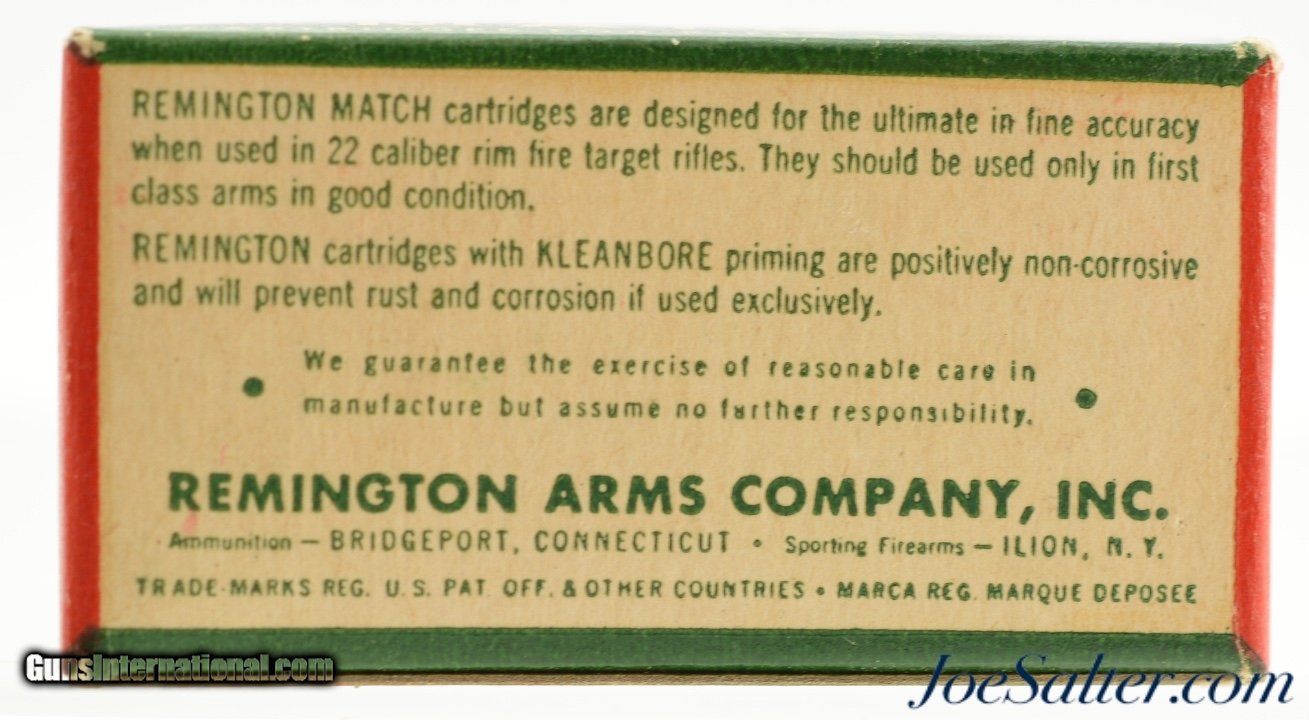 REMINGTON MATCH cartridges are designed for the ultimate in fine accuracy
when used in 22 caliber rim fire target rifles. They should be used only in first
class arms in good condition.
REMINGTON cartridges with KLEANBORE priming are positively non-corrosive
and will prevent rust and corrosion if used exclusively.
We guarantee the exercise of reasonable care in
• manufacture but assume no further responsibility. •
REMINGTON ARMS COMPANY, INC.
Ammunition — BRIDGEPORT, CONNECTICUT • Sporting Firearms — ILION, N. Y.
TRADE-MARKS REG. U. S. PAT. OFF. & OTHER COUNTRIES • MARCA REG. MARQUE DEPOSEE
GunsInternational.com
JoeSalter.com